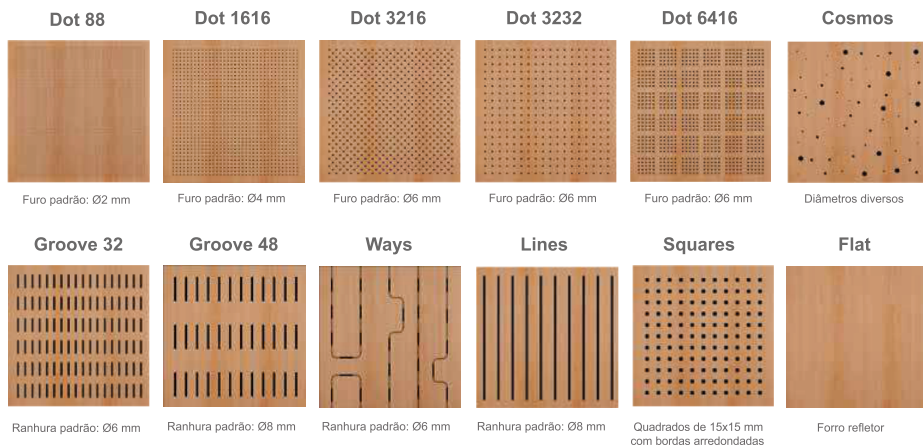 Dot 88
Dot 1616
Dot 3216
Dot 3232
Dot 6416
Cosmos
Furo padrão: Ø2 mm
Furo padrão: Ø4 mm
Furo padrão: Ø6 mm
Furo padrão: Ø6 mm
Furo padrão: Ø6 mm
Diâmetros diversos
Groove 32
Groove 48
Ways
Lines
Squares
Flat
Ranhura padrão: Ø6 mm
Ranhura padrão: Ø8 mm
Ranhura padrão: Ø6 mm
Ranhura padrão: Ø8 mm
Quadrados de 15x15 mm
com bordas arredondadas
Forro refletor